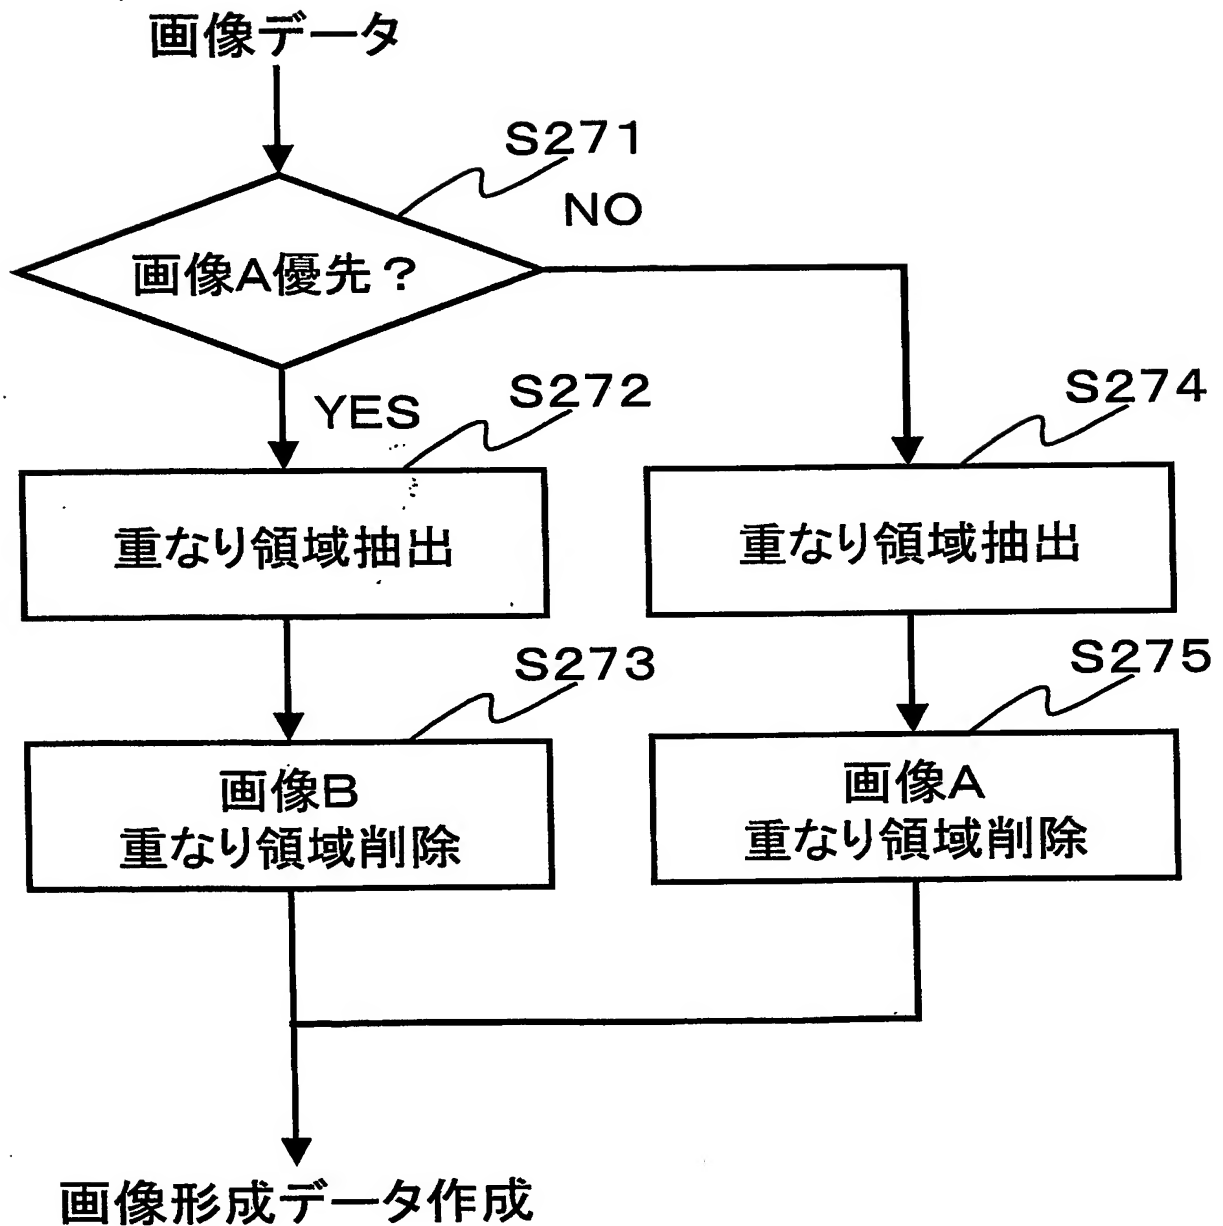 画像データ
S271
NO
画像A優先?
YES
S272
S274
重なり領域抽出
重なり領域抽出
S273
S275
画像B
重なり領域削除
画像A
重なり領域削除
画像形成データ作成